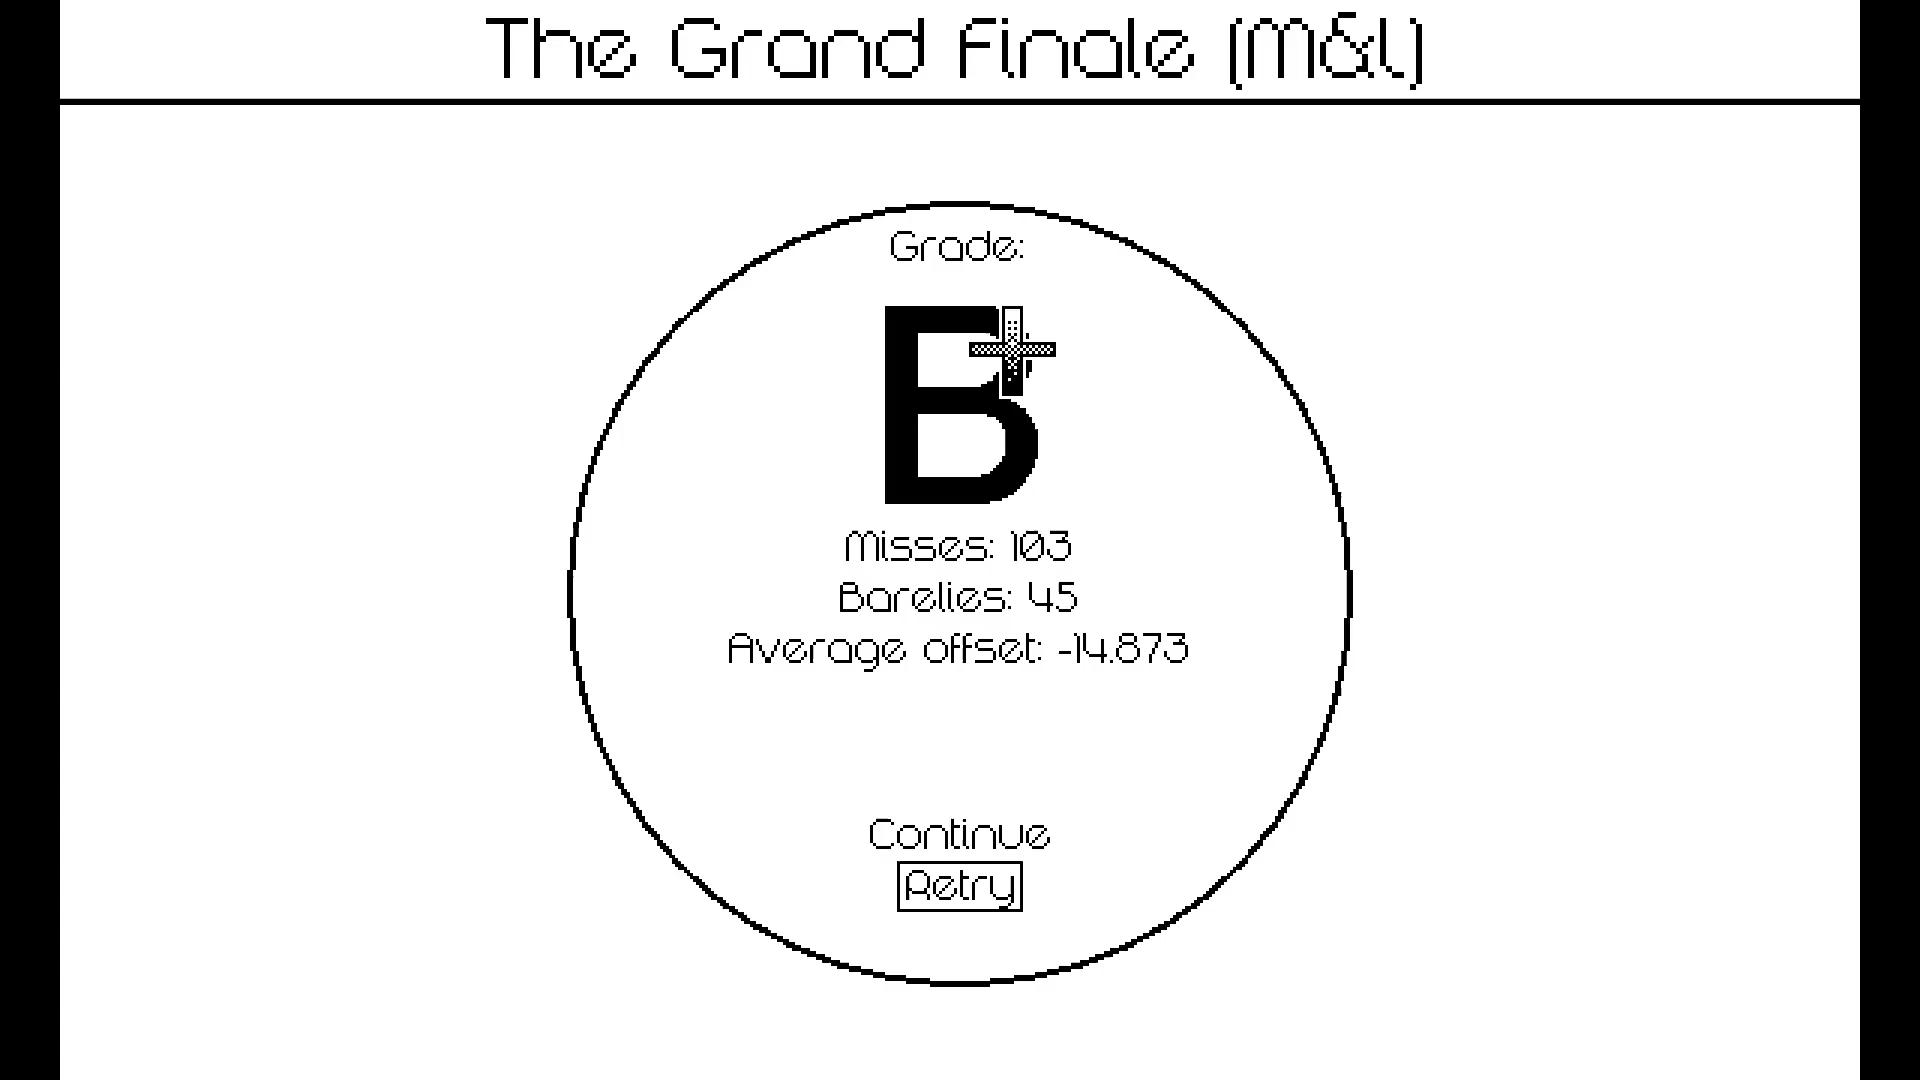 The Grand Finale (M&L)
Grade:
B+
Misses: 103
Barelies: 45
Average offset: -14.873
Continue
Retry